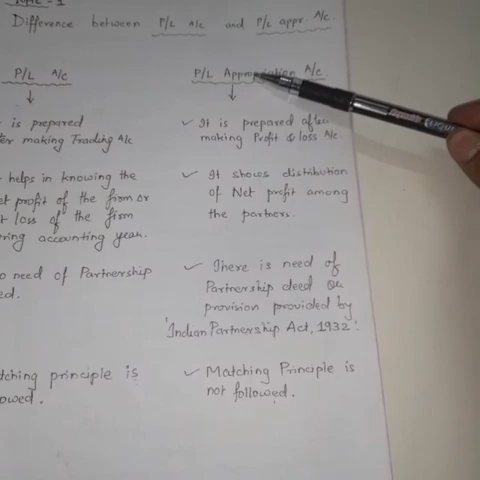 Difference between P/L A/c and P/L appr. A/c.
P/L A/C
is prepared
making Trading A/c
helps in knowing the
profit of the firm or
loss of the firm
accounting year.
need of Partnership
principle is
P/L Appropriation A/c.
✓ It is prepared after
making Profit & loss A/c.
✓ It shows distribution
of Net profit among
the partners.
✓ There is need of
Partnership deed or
provision provided by
'Indian Partnership Act, 1932'.
✓ Matching Principle is
not followed.